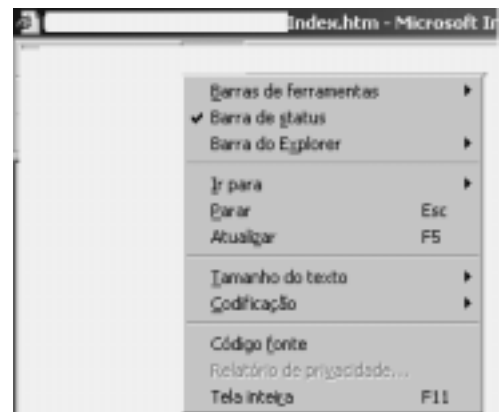 Index.htm - Microsoft In
Barras de ferramentas
Barra de status
Barra do Explorer
Ir para
Parar Esc
Atualizar F5
Tamanho do texto
Codificação
Código fonte
Relatório de privacidade...
Tela inteira F11